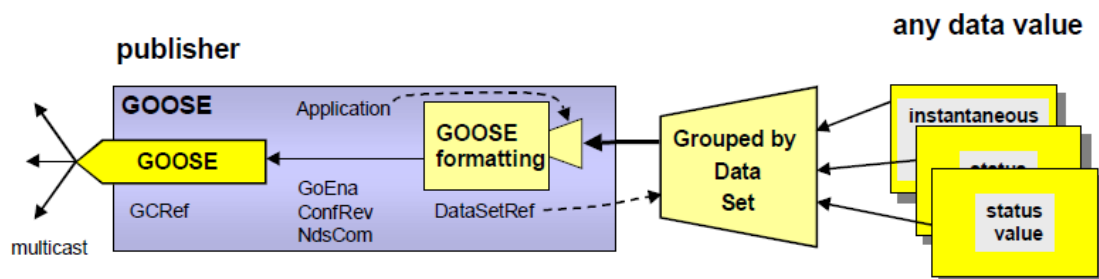 any data value
publisher
GOOSE
Application
GOOSE
formatting
GOOSE
GoEna
ConfRev
NdsCom
GCRef
DataSetRef
multicast
Grouped by
Data
Set
instantaneous
status
status
value